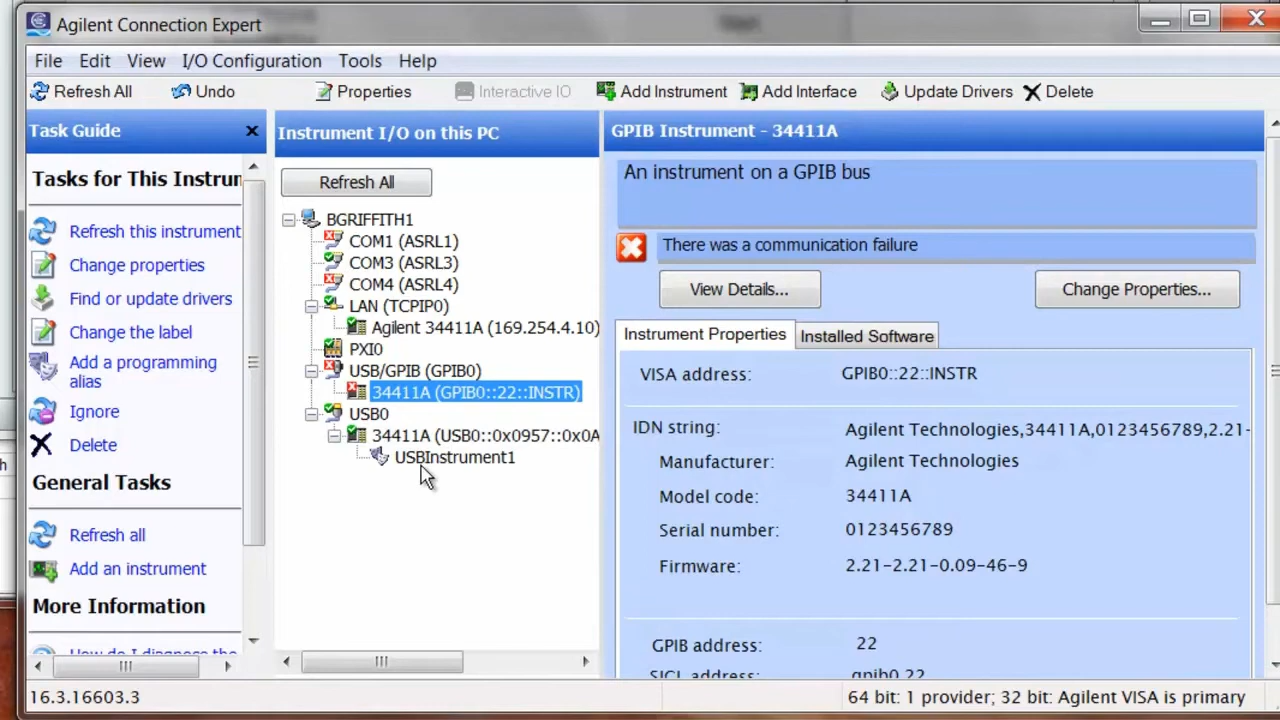 Agilent Connection Expert
File Edit View I/O Configuration Tools Help
Refresh All Undo Properties Interactive IO Add Instrument Add Interface Update Drivers Delete
Task Guide
Tasks for This Instrun
Refresh this instrument
Change properties
Find or update drivers
Change the label
Add a programming
alias
Ignore
Delete
General Tasks
Refresh all
Add an instrument
More Information
How do I diagnose the
Instrument I/O on this PC
Refresh All
BGRIFFITH1
COM1 (ASRL1)
COM3 (ASRL3)
COM4 (ASRL4)
LAN (TCPIP0)
Agilent 34411A (169.254.4.10)
PXI0
USB/GPIB (GPIB0)
34411A (GPIB0::22::INSTR)
USB0
34411A (USB0::0x0957::0x0A
USBInstrument1
GPIB Instrument - 34411A
An instrument on a GPIB bus
There was a communication failure
View Details... Change Properties...
Instrument Properties Installed Software
VISA address: GPIB0::22::INSTR
IDN string: Agilent Technologies,34411A,0123456789,2.21-
Manufacturer: Agilent Technologies
Model code: 34411A
Serial number: 0123456789
Firmware: 2.21-2.21-0.09-46-9
GPIB address: 22
SICL address: gpib0,22
16.3.16603.3
64 bit: 1 provider; 32 bit: Agilent VISA is primary